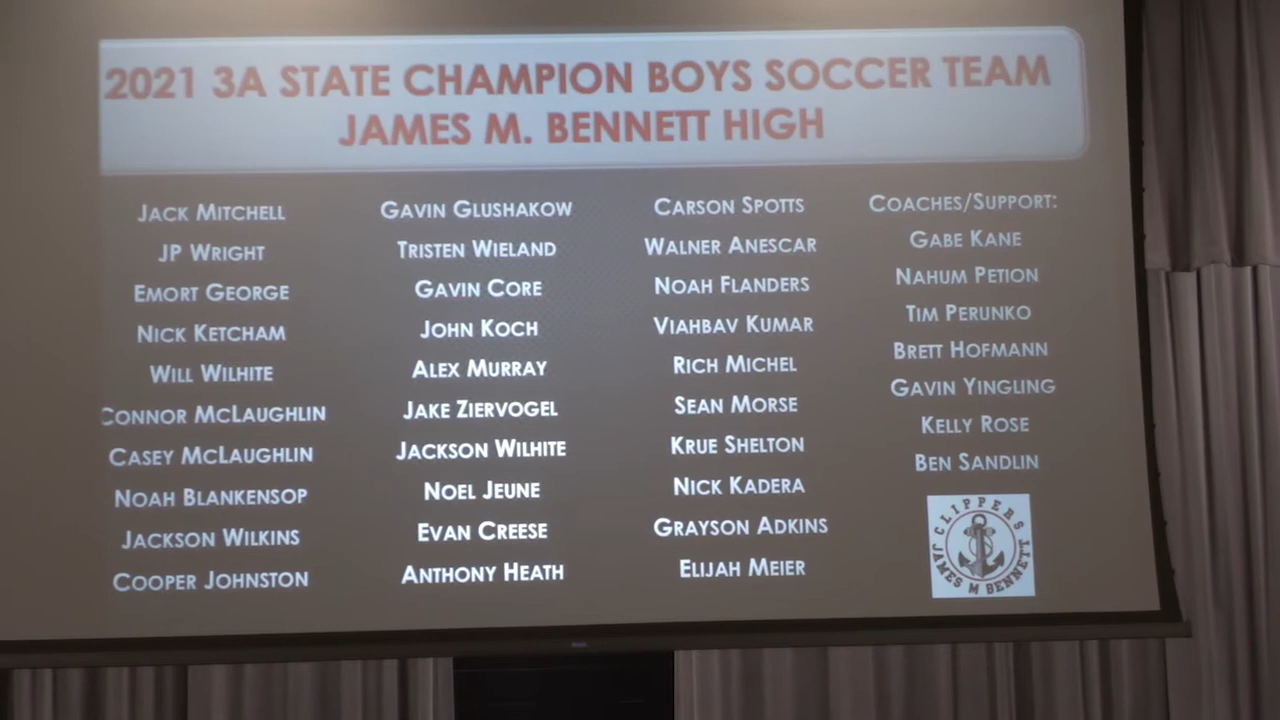 2021 3A STATE CHAMPION BOYS SOCCER TEAM
JAMES M. BENNETT HIGH
JACK MITCHELL
JP WRIGHT
EMORT GEORGE
NICK KETCHAM
WILL WILHITE
CONNOR MCLAUGHLIN
CASEY MCLAUGHLIN
NOAH BLANKENSOP
JACKSON WILKINS
COOPER JOHNSTON
GAVIN GLUSHAKOW
TRISTEN WIELAND
GAVIN CORE
JOHN KOCH
ALEX MURRAY
JAKE ZIERVOGEL
JACKSON WILHITE
NOEL JEUNE
EVAN CREESE
ANTHONY HEATH
CARSON SPOTTS
WALNER ANESCAR
NOAH FLANDERS
VIAHBAV KUMAR
RICH MICHEL
SEAN MORSE
KRUE SHELTON
NICK KADERA
GRAYSON ADKINS
ELIJAH MEIER
COACHES/SUPPORT:
GABE KANE
NAHUM PETION
TIM PERUNKO
BRETT HOFMANN
GAVIN YINGLING
KELLY ROSE
BEN SANDLIN
CLIPPERS
JAMES M BENNETT